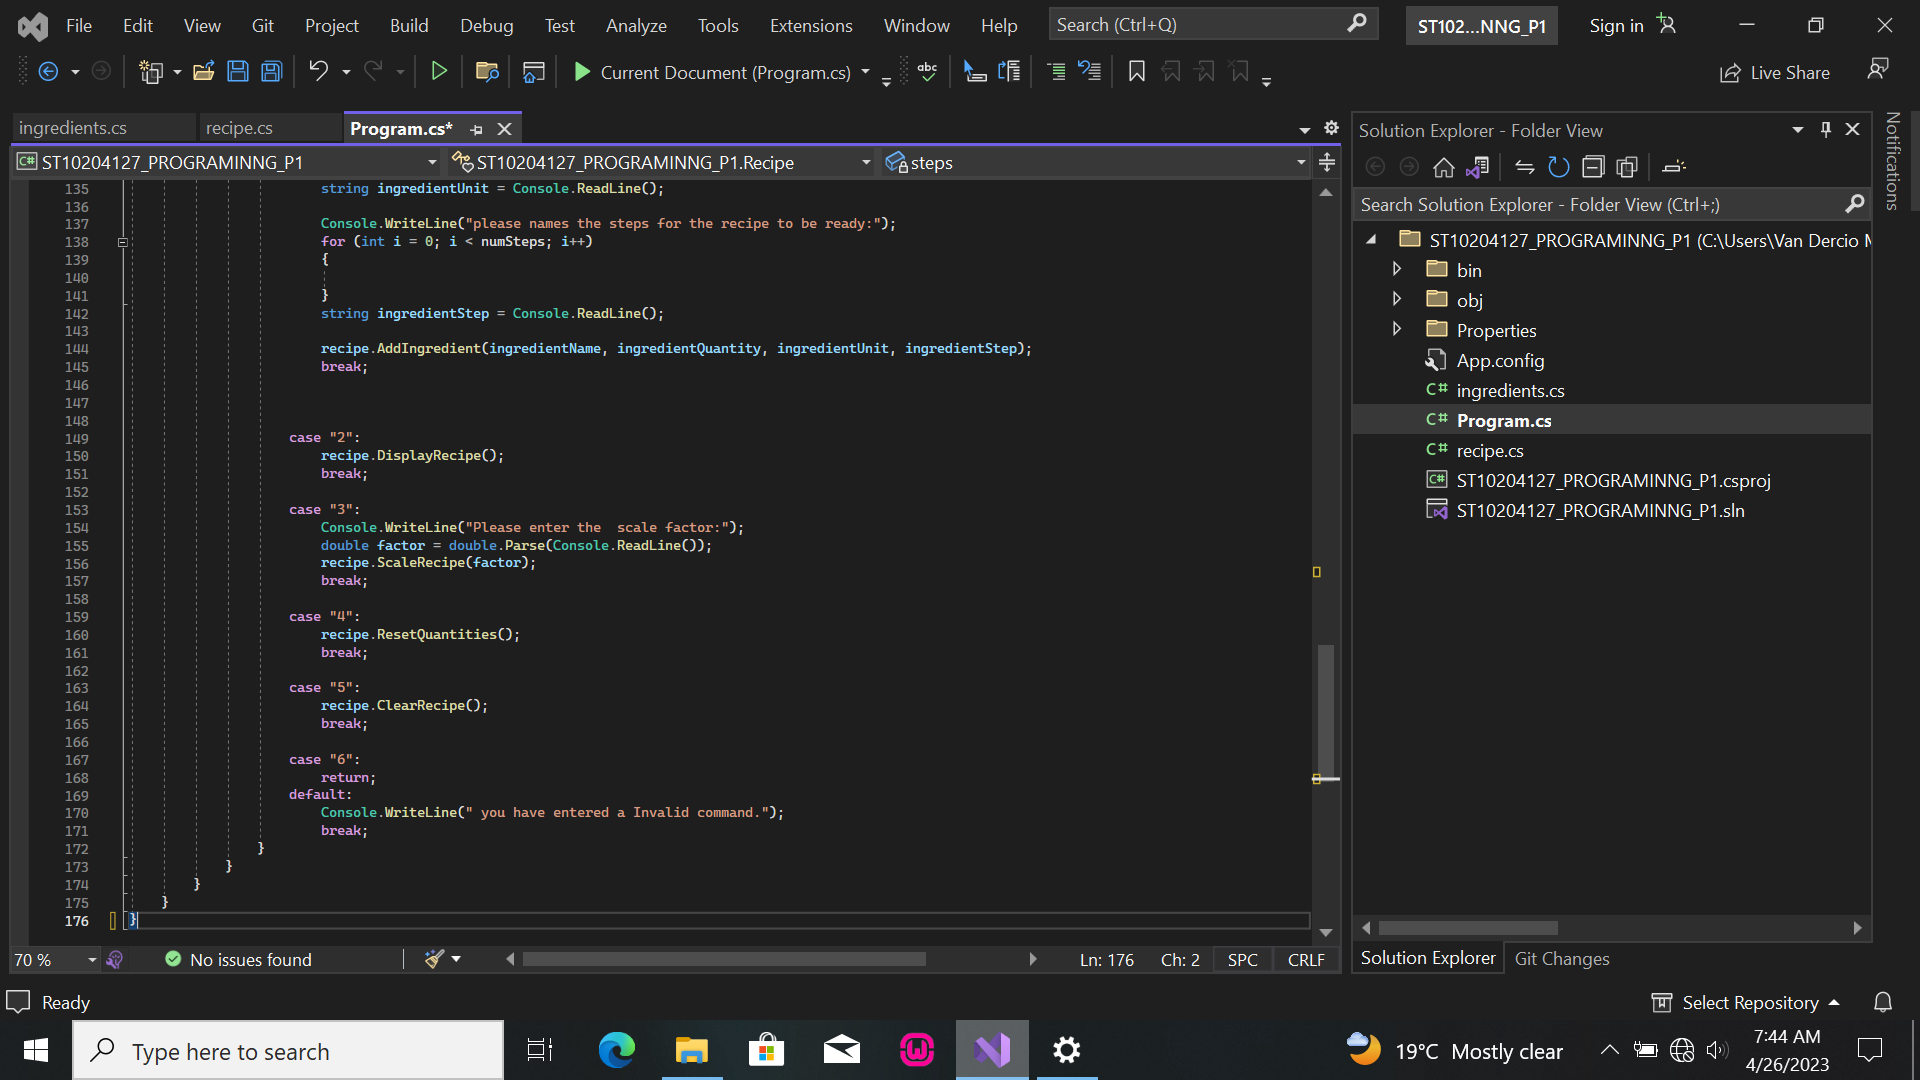 File Edit View Git Project Build Debug Test Analyze Tools Extensions Window Help Search (Ctrl+Q) ST102...NNG_P1 Sign in
Current Document (Program.cs) abc Live Share
ingredients.cs recipe.cs Program.cs*
C# ST10204127_PROGRAMINNG_P1 ST10204127_PROGRAMINNG_P1.Recipe steps
135 string ingredientUnit = Console.ReadLine();
136
137 Console.WriteLine("please names the steps for the recipe to be ready:");
138 for (int i = 0; i < numSteps; i++)
139 {
140
141 }
142 string ingredientStep = Console.ReadLine();
143
144 recipe.AddIngredient(ingredientName, ingredientQuantity, ingredientUnit, ingredientStep);
145 break;
146
147
148
149 case "2":
150 recipe.DisplayRecipe();
151 break;
152
153 case "3":
154 Console.WriteLine("Please enter the  scale factor:");
155 double factor = double.Parse(Console.ReadLine());
156 recipe.ScaleRecipe(factor);
157 break;
158
159 case "4":
160 recipe.ResetQuantities();
161 break;
162
163 case "5":
164 recipe.ClearRecipe();
165 break;
166
167 case "6":
168 return;
169 default:
170 Console.WriteLine(" you have entered a Invalid command.");
171 break;
172 }
173 }
174 }
175 }
176 }
70 % No issues found Ln: 176 Ch: 2 SPC CRLF
Solution Explorer - Folder View
Search Solution Explorer - Folder View (Ctrl+;)
ST10204127_PROGRAMINNG_P1 (C:\Users\Van Dercio
bin
obj
Properties
App.config
C# ingredients.cs
C# Program.cs
C# recipe.cs
C# ST10204127_PROGRAMINNG_P1.csproj
ST10204127_PROGRAMINNG_P1.sln
Solution Explorer Git Changes
Notifications
Ready Select Repository
Type here to search 19°C Mostly clear 7:44 AM
4/26/2023